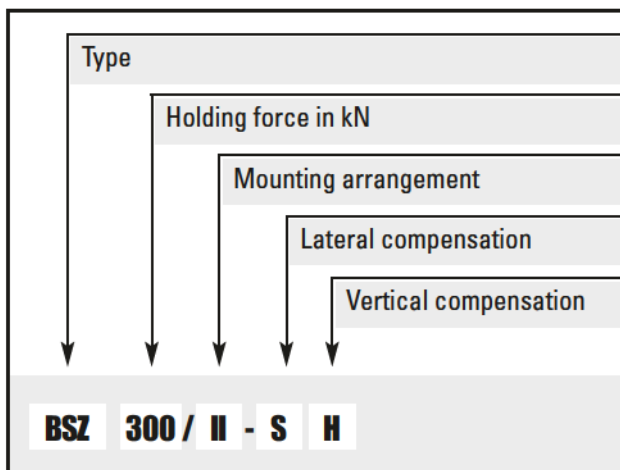 Type
Holding force in kN
Mounting arrangement
Lateral compensation
Vertical compensation
BSZ 300 / II - S H